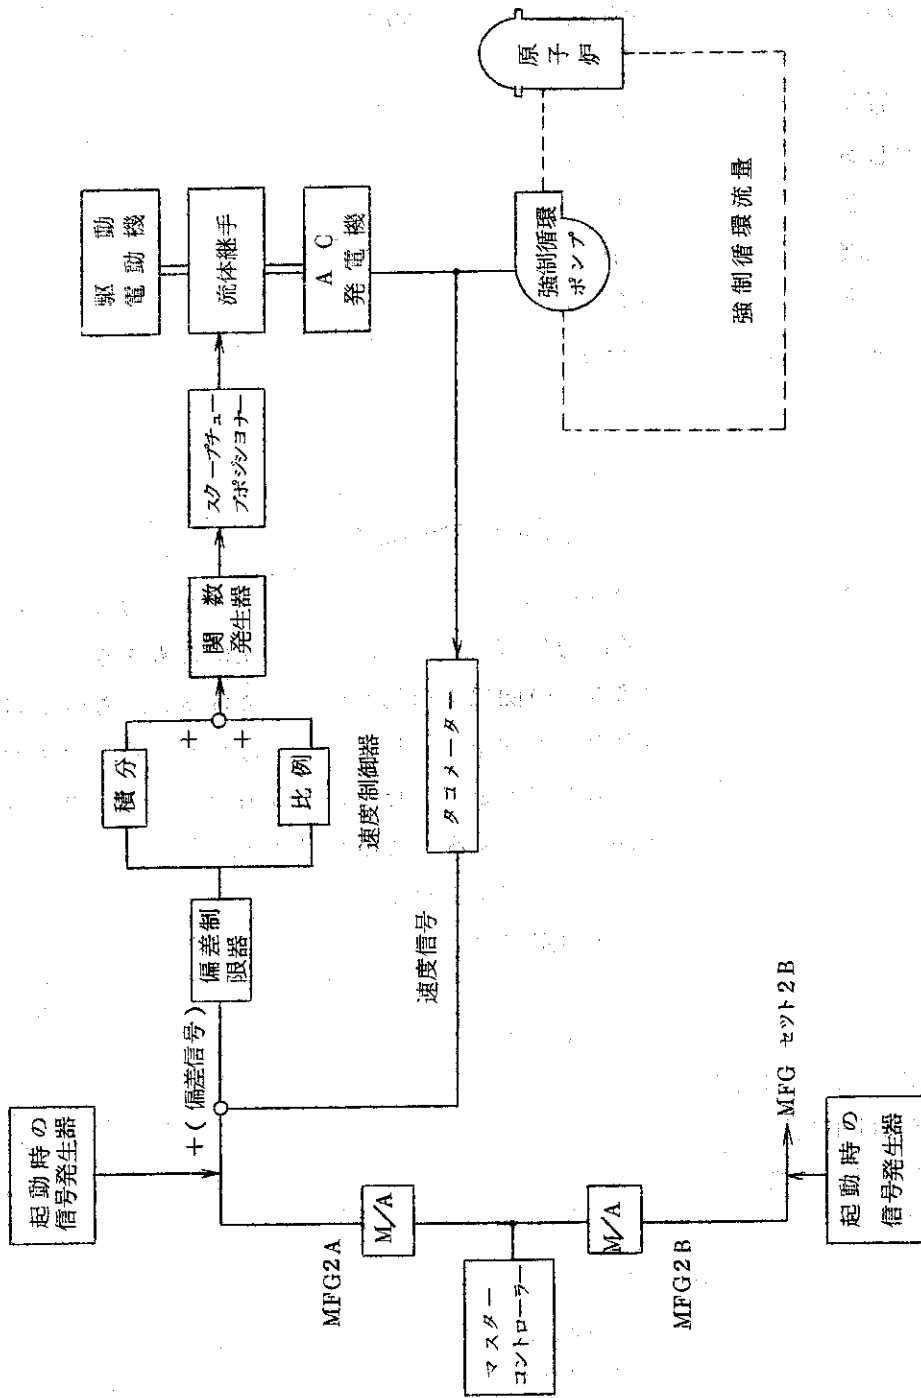 起動時の
信号発生器
+(偏差信号)
偏差制
限器
積分
比例
+
+
速度制御器
関数
発生器
スクープチュー
ブポジショナー
駆動
電動機
流体継手
AC
発電機
強制循環
ポンプ
原子炉
強制循環流量
タコメーター
速度信号
MFG2A
M/A
マスター
コントローラー
M/A
MFG2B
MFG セット2B
起動時の
信号発生器